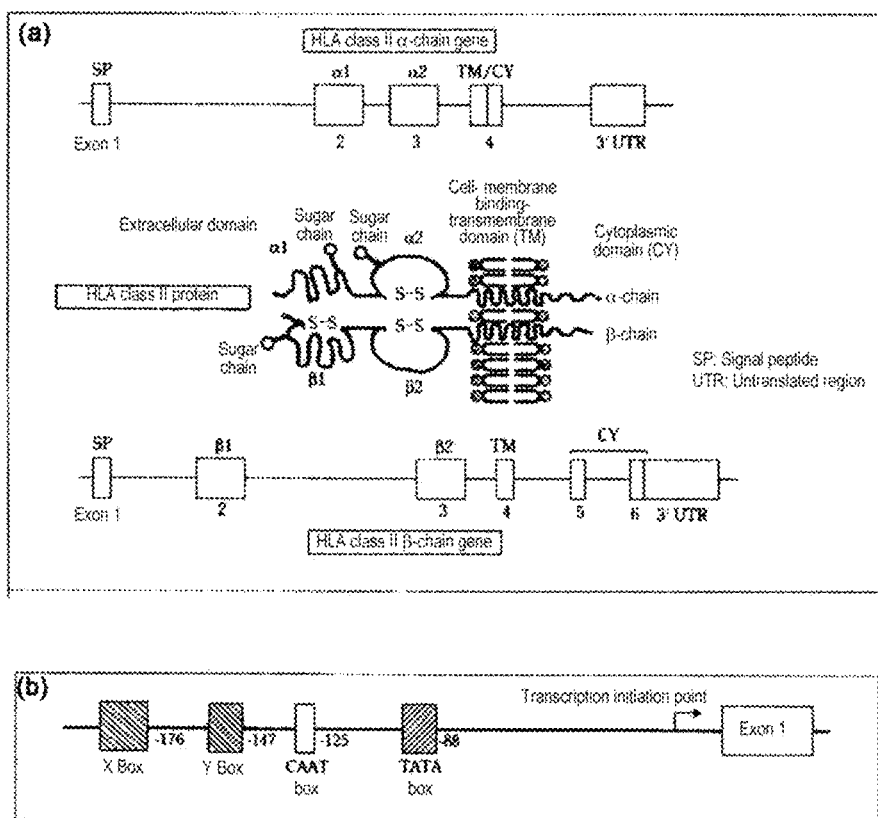 (a)
HLA class II α-chain gene
SP α1 α2 TM/CY
Exon 1 2 3 4 3' UTR
Extracellular domain
Sugar chain
Sugar chain
Cell- membrane binding- transmembrane domain (TM)
Cytoplasmic domain (CY)
α1 α2
HLA class II protein
S-S α-chain
S-S S-S β-chain
Sugar chain
β1 β2
SP: Signal peptide
UTR: Untranslated region
SP β1 β2 TM CY
Exon 1 2 3 4 5 6 3' UTR
HLA class II β-chain gene
(b)
Transcription initiation point
Exon 1
-176 -147 -125 -88
X Box Y Box CAAT box TATA box